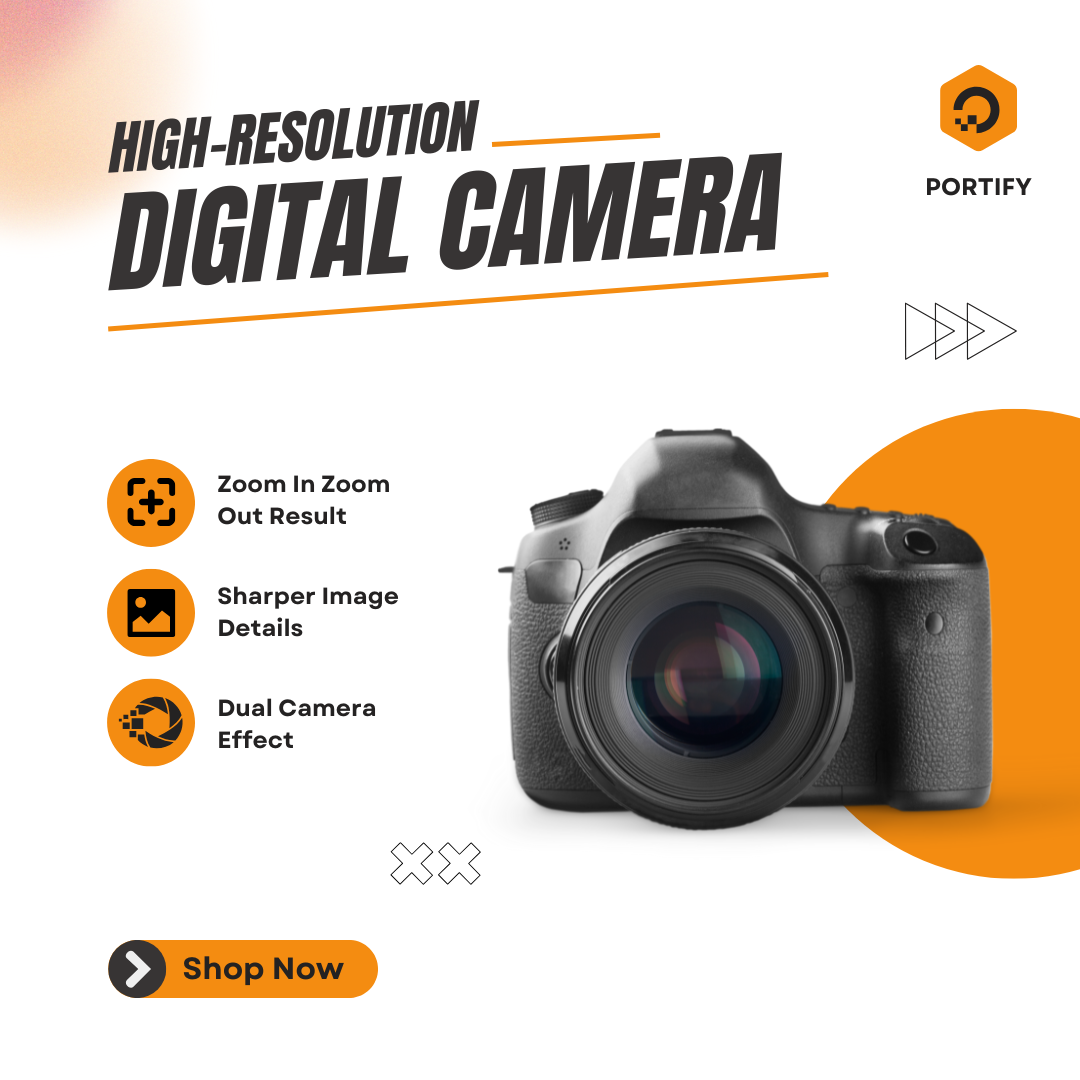 HIGH-RESOLUTION
DIGITAL CAMERA
PORTIFY
Zoom In Zoom
Out Result
Sharper Image
Details
Dual Camera
Effect
Shop Now